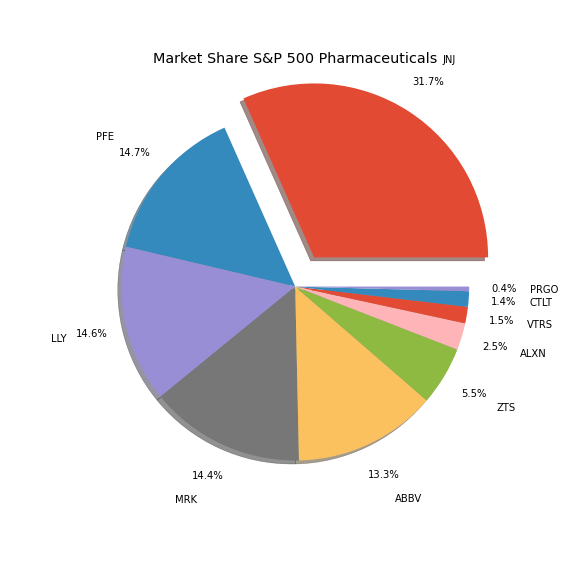 Market Share S&P 500 Pharmaceuticals
JNJ
31.7%
PFE
14.7%
LLY
14.6%
MRK
14.4%
ABBV
13.3%
ZTS
5.5%
ALXN
2.5%
VTRS
1.5%
CTLT
1.4%
PRGO
0.4%